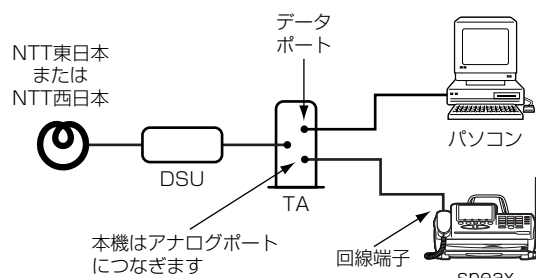 データ
ポート
NTT東日本
または
NTT西日本
パソコン
DSU
TA
本機はアナログポート
につなぎます
回線端子
speax